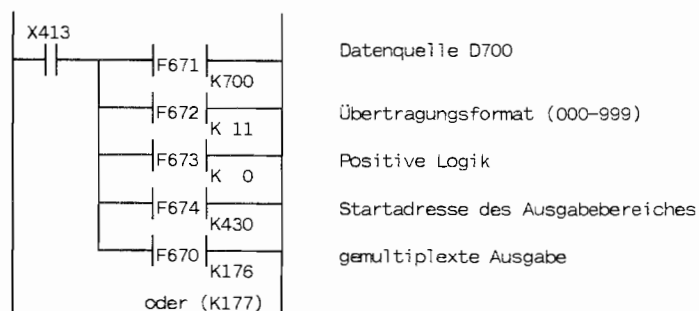 X413
F671 Datenquelle D700
K700
F672 Übertragungsformat (000-999)
K 11
F673 Positive Logik
K 0
F674 Startadresse des Ausgabebereiches
K430
F670 gemultiplexte Ausgabe
K176
oder (K177)